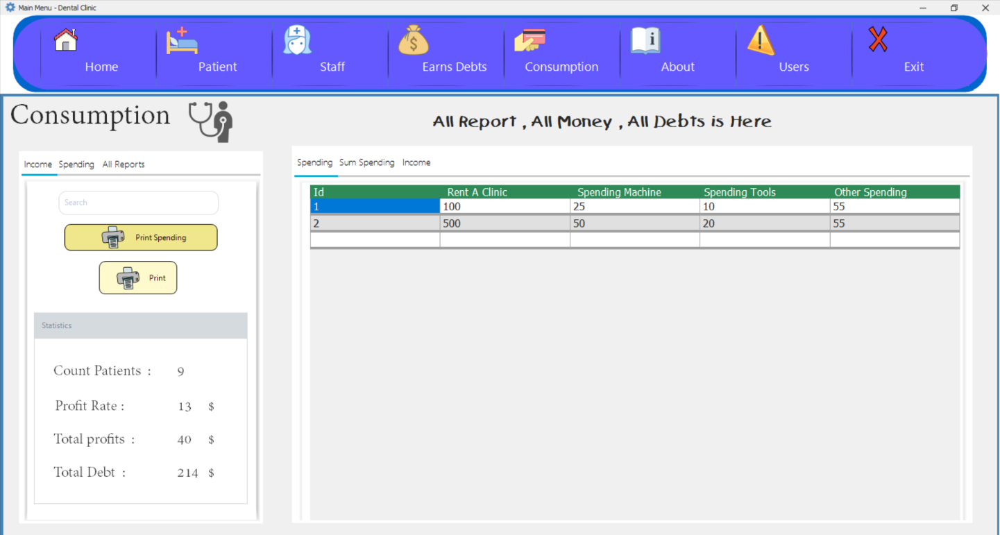 Main Menu - Dental Clinic
Home Patient Staff Earns Debts Consumption About Users Exit
Consumption
All Report , All Money , All Debts is Here
Income Spending All Reports
Search
Print Spending
Print
Statistics
Count Patients : 9
Profit Rate : 13 $
Total profits : 40 $
Total Debt : 214 $
Spending Sum Spending Income
Id Rent A Clinic Spending Machine Spending Tools Other Spending
1 100 25 10 55
2 500 50 20 55